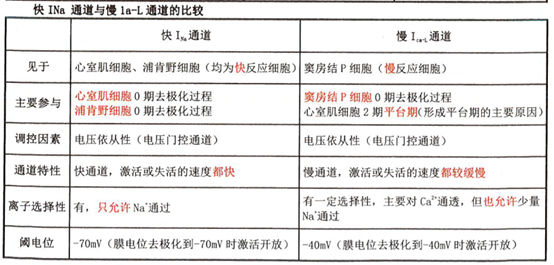 快 INa 通道与慢 1a-L 通道的比较
快 INa通道 慢 ICa-L通道
见于 心室肌细胞、浦肯野细胞（均为快反应细胞） 窦房结 P 细胞（慢反应细胞）
主要参与 心室肌细胞 0 期去极化过程 窦房结 P 细胞 0 期去极化过程
浦肯野细胞 0 期去极化过程 心室肌细胞 2 期平台期(形成平台期的主要原因)
调控因素 电压依从性（电压门控通道） 电压依从性（电压门控通道）
通道特性 快通道，激活或失活的速度都快 慢通道，激活或失活的速度都较缓慢
离子选择性 有，只允许 Na⁺通过 有一定选择性，主要对 Ca²⁺通透，但也允许少量
Na⁺通过
阈电位 -70mV（膜电位去极化到-70mV 时激活开放） -40mV（膜电位去极化到-40mV 时激活开放）